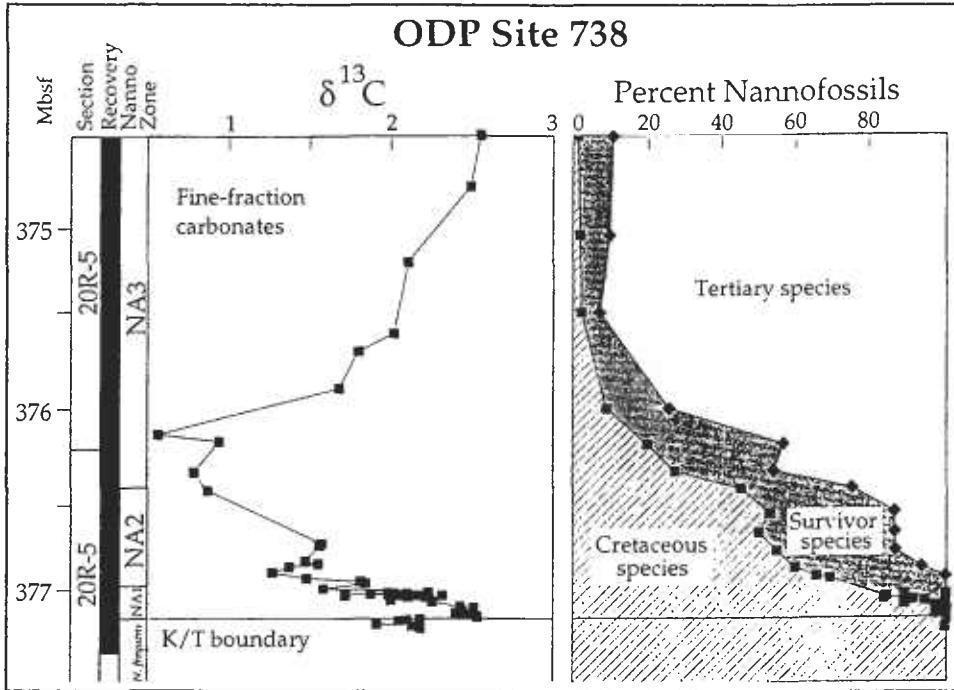 ODP Site 738
Mbsf
Section
Recovery
Nanno
Zone
δ 13C
Percent Nannofossils
1
2
3
0
20
40
60
80
Fine-fraction
carbonates
375
376
377
20R-5
20R-5
NA3
NA2
NA1
N. frequens
Tertiary species
Survivor
species
Cretaceous
species
K/T boundary